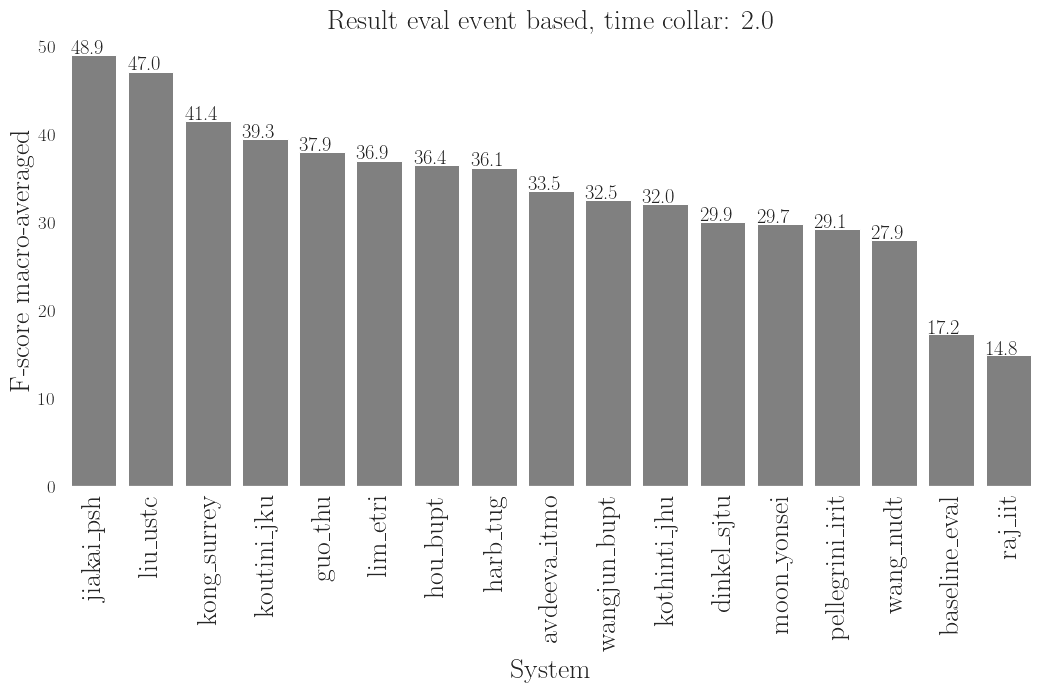 Result eval event based, time collar: 2.0
F-score macro-averaged
50
40
30
20
10
0
48.9
47.0
41.4
39.3
37.9
36.9
36.4
36.1
33.5
32.5
32.0
29.9
29.7
29.1
27.9
17.2
14.8
jiakai_psh
liu_ustc
kong_surrey
koutini_jku
guo_thu
lim_etri
hou_bupt
harb_tug
avdeeva_itmo
wangjun_bupt
kothinti_jhu
dinkel_sjtu
moon_yonsei
pellegrini_irit
wang_nudt
baseline_eval
raj_iit
System